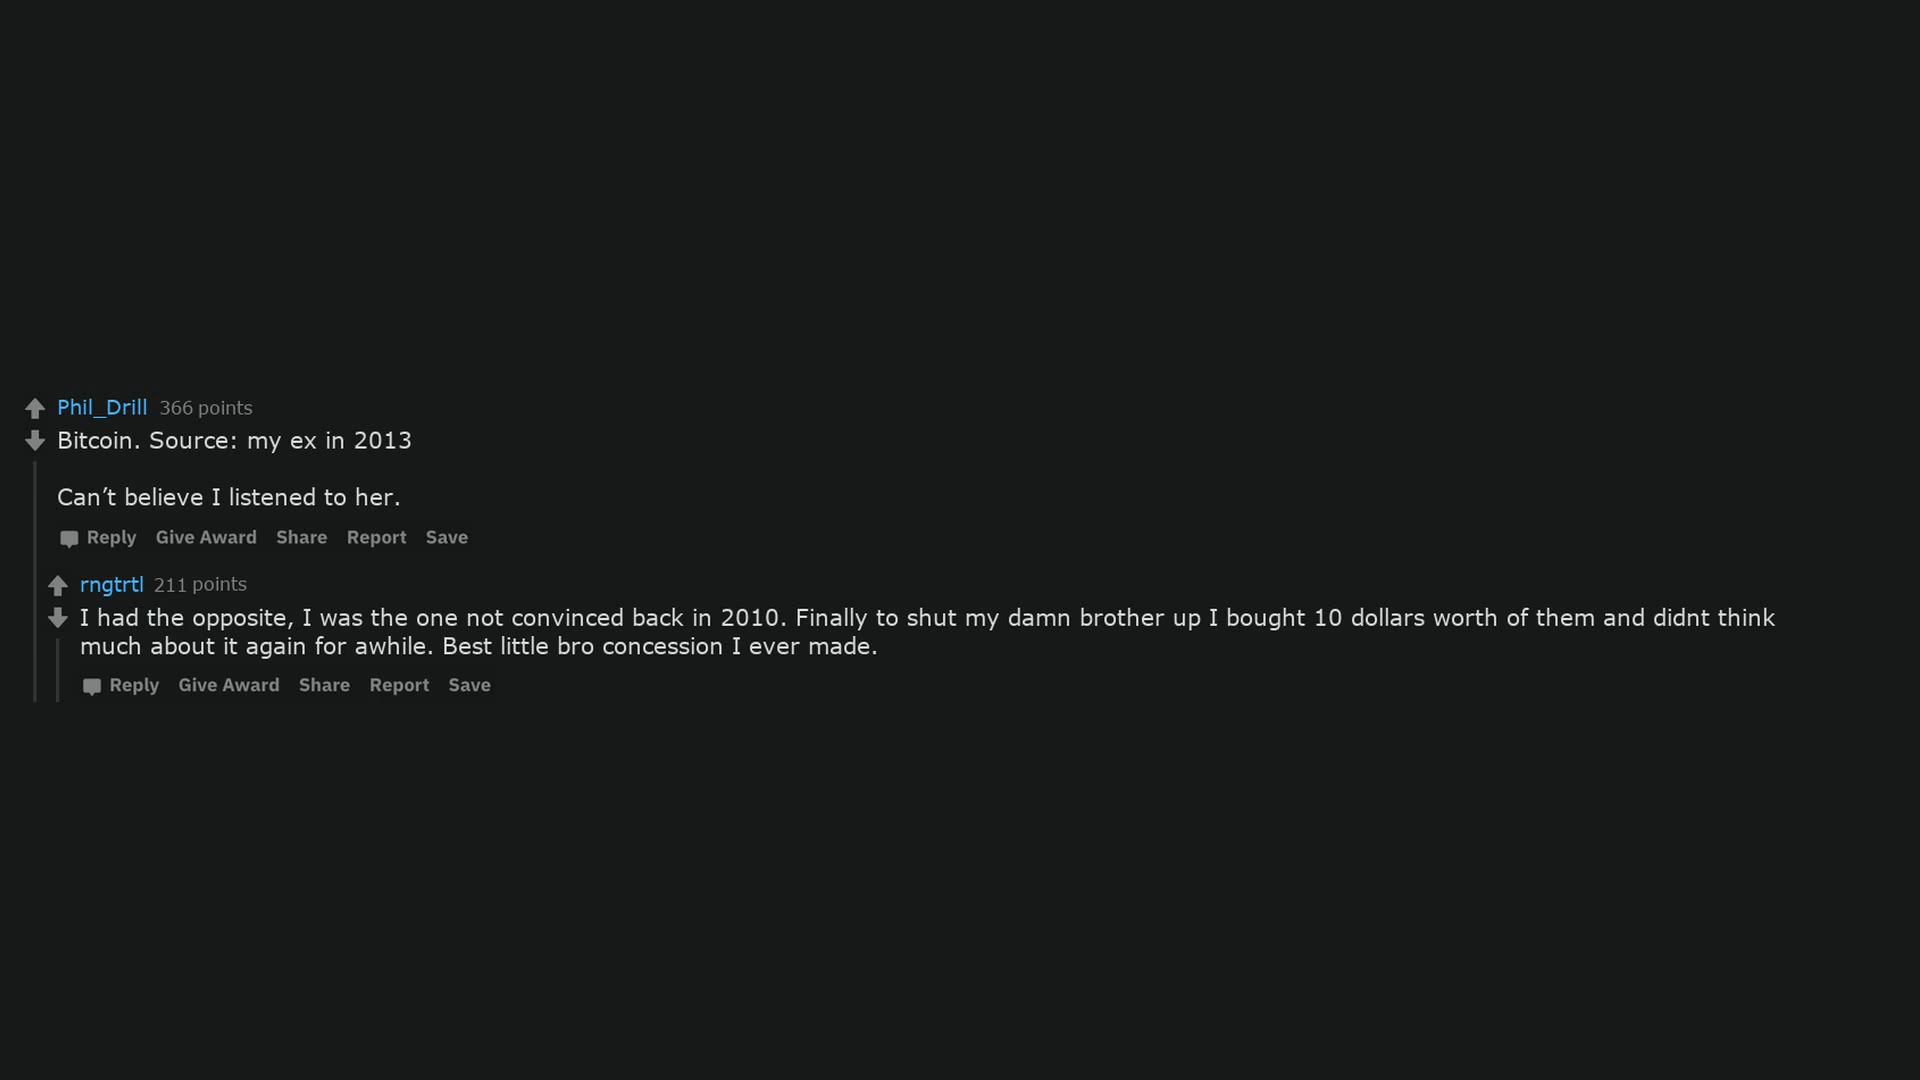 Phil_Drill 366 points
Bitcoin. Source: my ex in 2013
Can’t believe I listened to her.
Reply Give Award Share Report Save
rngtrtl 211 points
I had the opposite, I was the one not convinced back in 2010. Finally to shut my damn brother up I bought 10 dollars worth of them and didnt think
much about it again for awhile. Best little bro concession I ever made.
Reply Give Award Share Report Save